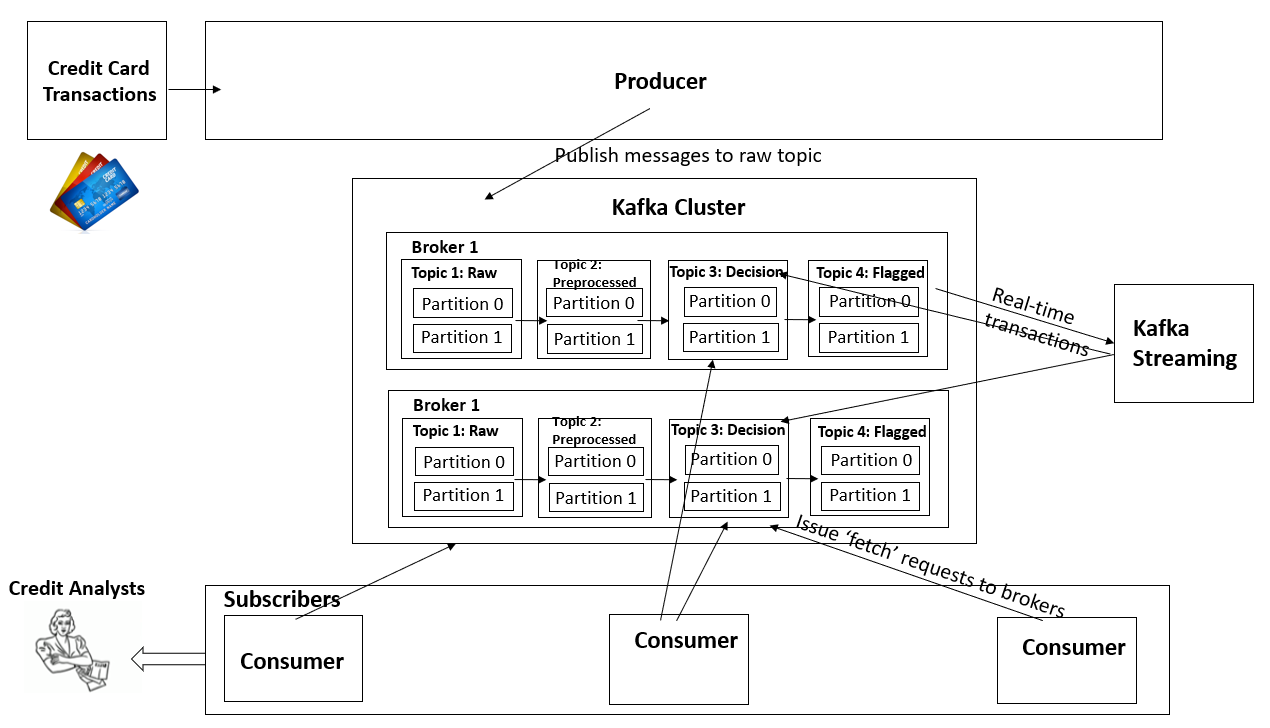 Credit Card
Transactions
Producer
Publish messages to raw topic
Kafka Cluster
Broker 1
Topic 1: Raw
Partition 0
Partition 1
Topic 2:
Preprocessed
Partition 0
Partition 1
Topic 3: Decision
Partition 0
Partition 1
Topic 4: Flagged
Partition 0
Partition 1
Real-time
transactions
Kafka
Streaming
Broker 1
Topic 1: Raw
Partition 0
Partition 1
Topic 2:
Preprocessed
Partition 0
Partition 1
Topic 3: Decision
Partition 0
Partition 1
Topic 4: Flagged
Partition 0
Partition 1
Issue ‘fetch’ requests to brokers
Credit Analysts
Subscribers
Consumer
Consumer
Consumer